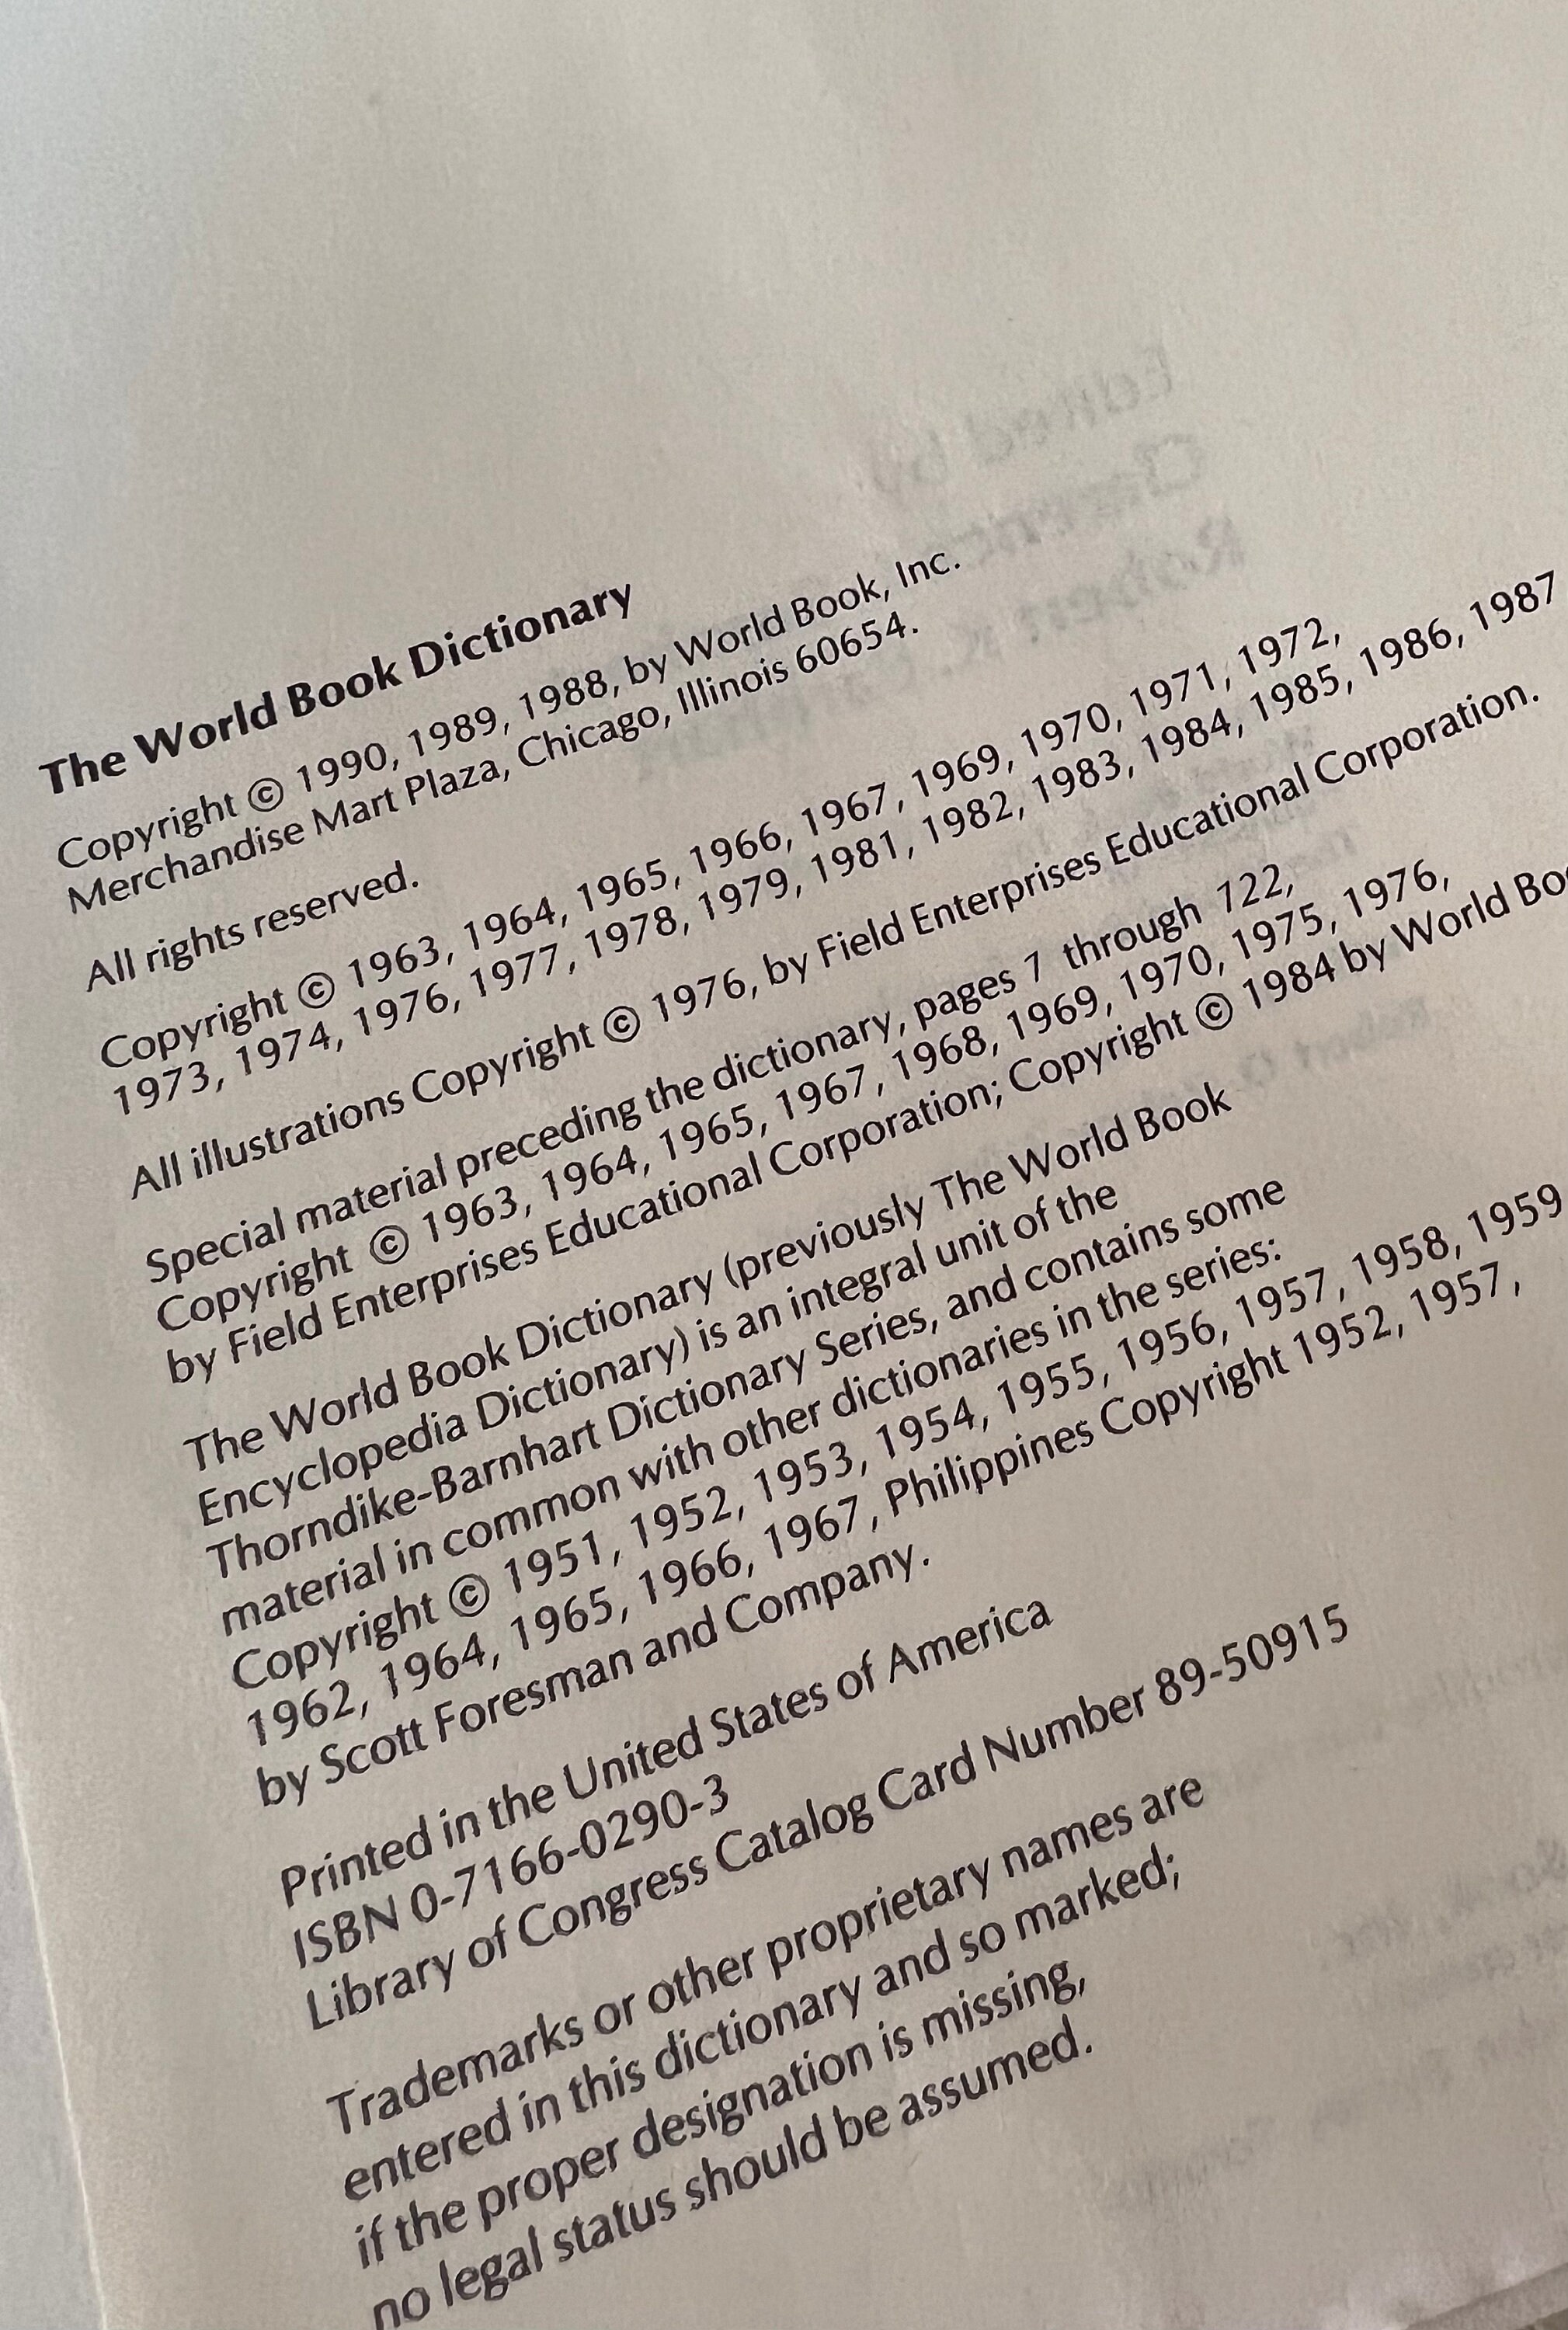 The World Book Dictionary
Copyright © 1990, 1989, 1988, by World Book, Inc.
Merchandise Mart Plaza, Chicago, Illinois 60654.
All rights reserved.
Copyright © 1963, 1964, 1965, 1966, 1967, 1969, 1970, 1971, 1972,
1973, 1974, 1976, 1977, 1978, 1979, 1981, 1982, 1983, 1984, 1985, 1986, 1987
All illustrations Copyright © 1976, by Field Enterprises Educational Corporation.
Special material preceding the dictionary, pages 1 through 122,
Copyright © 1963, 1964, 1965, 1967, 1968, 1969, 1970, 1975, 1976,
by Field Enterprises Educational Corporation; Copyright © 1984 by World
The World Book Dictionary (previously The World Book
Encyclopedia Dictionary) is an integral unit of the
Thorndike-Barnhart Dictionary Series, and contains some
material in common with other dictionaries in the series:
Copyright © 1951, 1952, 1953, 1954, 1955, 1956, 1957, 1958, 1959
1962, 1964, 1965, 1966, 1967, Philippines Copyright 1952, 1957,
by Scott Foresman and Company.
Printed in the United States of America
ISBN 0-7166-0290-3
Library of Congress Catalog Card Number 89-50915
Trademarks or other proprietary names are
entered in this dictionary and so marked;
if the proper designation is missing,
no legal status should be assumed.